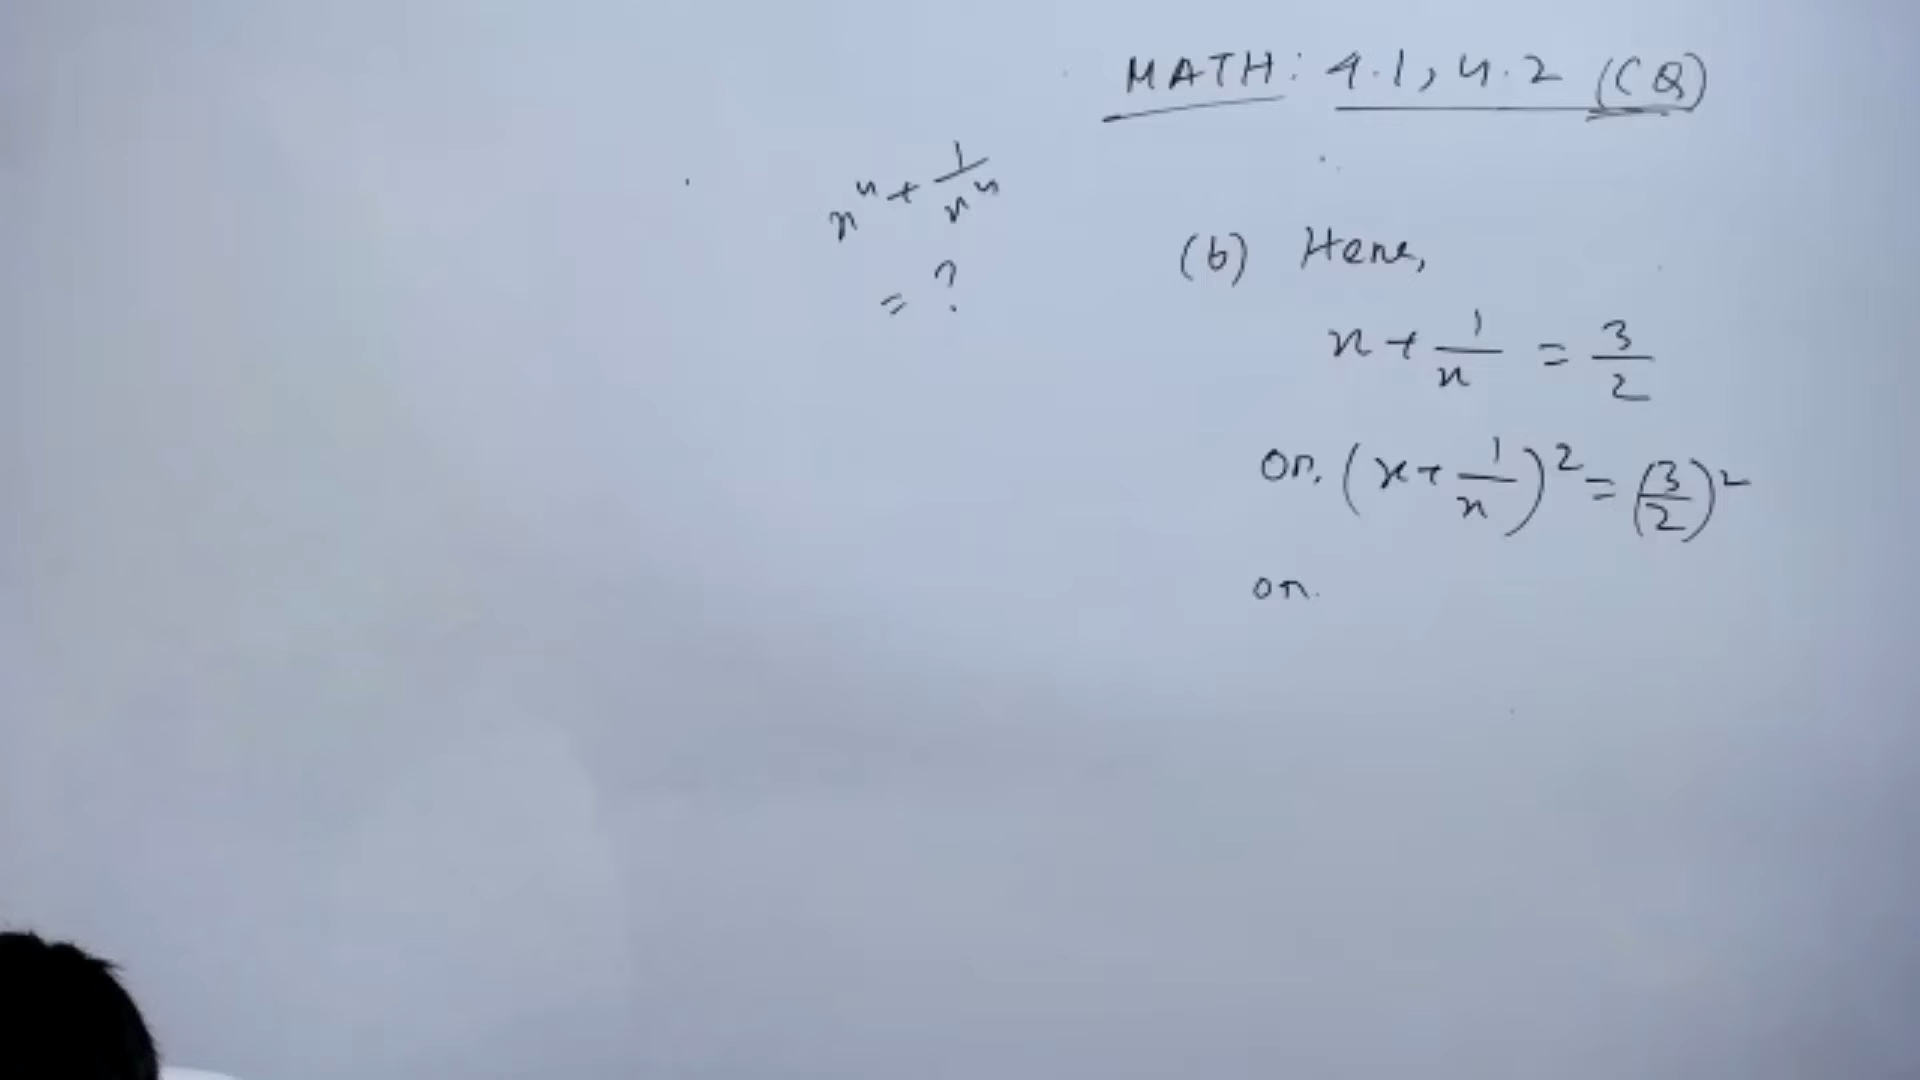 MATH: 4.1, 4.2 (CQ)
x⁴ + 1/x⁴
= ?
(b) Here,
x + 1/x = 3/2
or, (x + 1/x)² = (3/2)²
or.